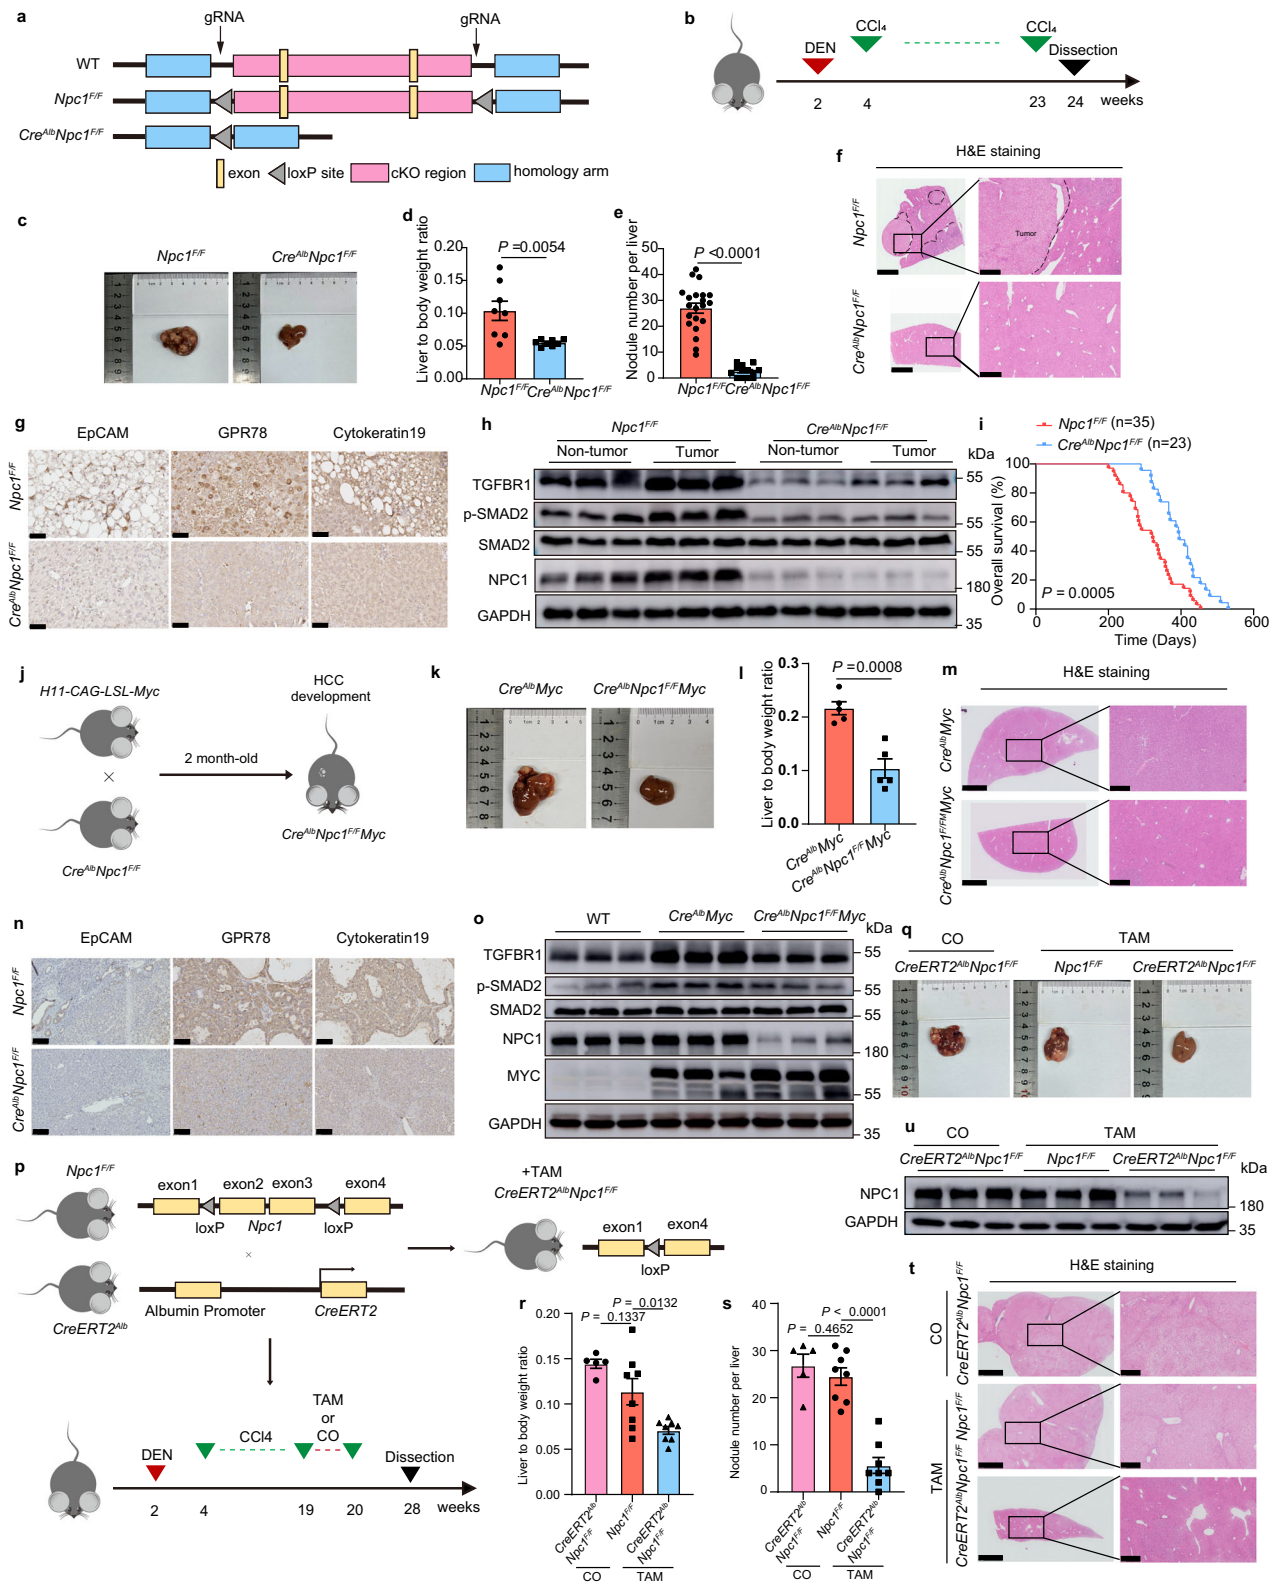 a
gRNA
gRNA
WT
Npc1F/F
CreAlbNpc1F/F
exon
loxP site
cKO region
homology arm
b
DEN
CCl₄
CCl₄
Dissection
2
4
23
24
weeks
c
Npc1F/F
CreAlbNpc1F/F
d
Liver to body weight ratio
0.20
0.15
0.10
0.05
0.00
P =0.0054
Npc1F/F
CreAlbNpc1F/F
e
Nodule number per liver
50
40
30
20
10
0
P <0.0001
Npc1F/F
CreAlbNpc1F/F
f
H&E staining
Npc1F/F
Tumor
CreAlbNpc1F/F
g
EpCAM
GPR78
Cytokeratin19
Npc1F/F
CreAlbNpc1F/F
h
Npc1F/F
CreAlbNpc1F/F
Non-tumor
Tumor
Non-tumor
Tumor
kDa
TGFBR1
55
p-SMAD2
55
SMAD2
55
NPC1
180
GAPDH
35
i
Npc1F/F (n=35)
CreAlbNpc1F/F (n=23)
Overall survival (%)
100
80
60
40
20
0
P = 0.0005
0
200
400
600
Time (Days)
j
H11-CAG-LSL-Myc
×
CreAlbNpc1F/F
2 month-old
HCC
development
CreAlbNpc1F/FMyc
k
CreAlbMyc
CreAlbNpc1F/FMyc
l
Liver to body weight ratio
0.3
0.2
0.1
0.0
P =0.0008
CreAlbMyc
CreAlbNpc1F/FMyc
m
H&E staining
CreAlbMyc
CreAlbNpc1F/FMMyc
n
EpCAM
GPR78
Cytokeratin19
Npc1F/F
CreAlbNpc1F/F
o
WT
CreAlbMyc
CreAlbNpc1F/FMyc
kDa
TGFBR1
55
p-SMAD2
55
SMAD2
55
NPC1
180
MYC
55
GAPDH
35
p
Npc1F/F
exon1
exon2
exon3
exon4
loxP
Npc1
loxP
×
CreERT2Alb
Albumin Promoter
CreERT2
+TAM
CreERT2AlbNpc1F/F
exon1
exon4
loxP
DEN
CCl4
TAM
or
CO
Dissection
2
4
19
20
28
weeks
q
CO
TAM
CreERT2AlbNpc1F/F
Npc1F/F
CreERT2AlbNpc1F/F
r
Liver to body weight ratio
0.20
0.15
0.10
0.05
0.00
P = 0.0132
P = 0.1337
CreERT2Alb
Npc1F/F
Npc1F/F
CreERT2Alb
Npc1F/F
CO
TAM
s
Nodule number per liver
40
30
20
10
0
P < 0.0001
P = 0.4652
CreERT2Alb
Npc1F/F
Npc1F/F
CreERT2Alb
Npc1F/F
CO
TAM
u
CO
TAM
CreERT2AlbNpc1F/F
Npc1F/F
CreERT2AlbNpc1F/F
kDa
NPC1
180
GAPDH
35
t
H&E staining
CO
CreERT2AlbNpc1F/F
TAM
Npc1F/F
CreERT2AlbNpc1F/F